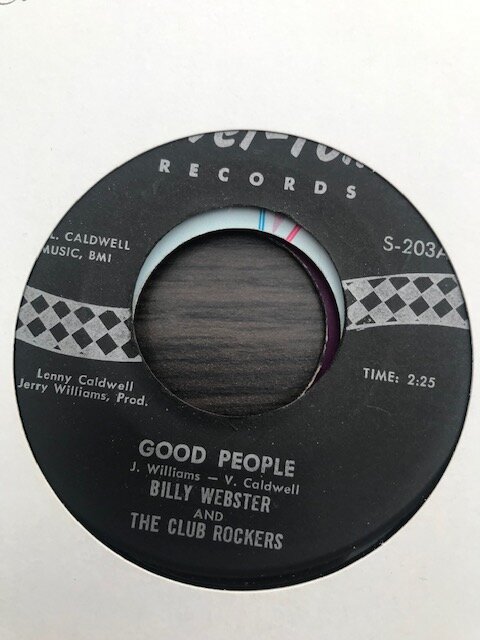 RECORDS
L. CALDWELL
MUSIC, BMI
S-203A
Lenny Caldwell
Jerry Williams, Prod.
TIME: 2:25
GOOD PEOPLE
J. Williams — V. Caldwell
BILLY WEBSTER
AND
THE CLUB ROCKERS